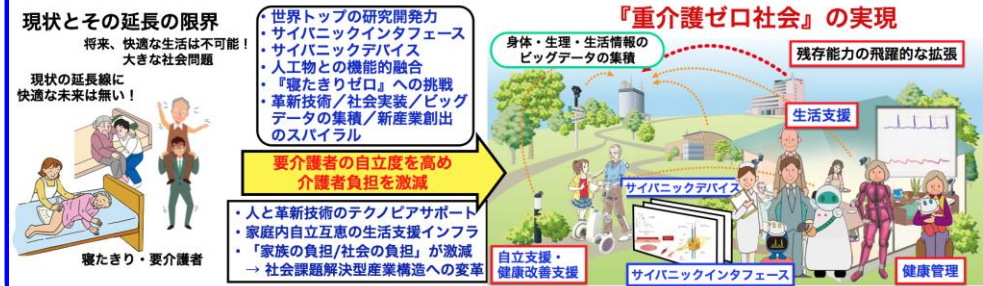 現状とその延長の限界
将来、快適な生活は不可能！
大きな社会問題
現状の延長線に
快適な未来は無い！
寝たきり・要介護者
・世界トップの研究開発力
・サイバニックインタフェース
・サイバニックデバイス
・人工物との機能的融合
・『寝たきりゼロ』への挑戦
・革新技術／社会実装／ビッグ
データの集積／新産業創出
のスパイラル
要介護者の自立度を高め
介護者負担を激減
・人と革新技術のテクノピアサポート
・家庭内自立互恵の生活支援インフラ
・「家族の負担/社会の負担」が激減
→ 社会課題解決型産業構造への変革
『重介護ゼロ社会』の実現
身体・生理・生活情報の
ビッグデータの集積
残存能力の飛躍的な拡張
生活支援
サイバニックデバイス
自立支援・
健康改善支援
サイバニックインタフェース
健康管理